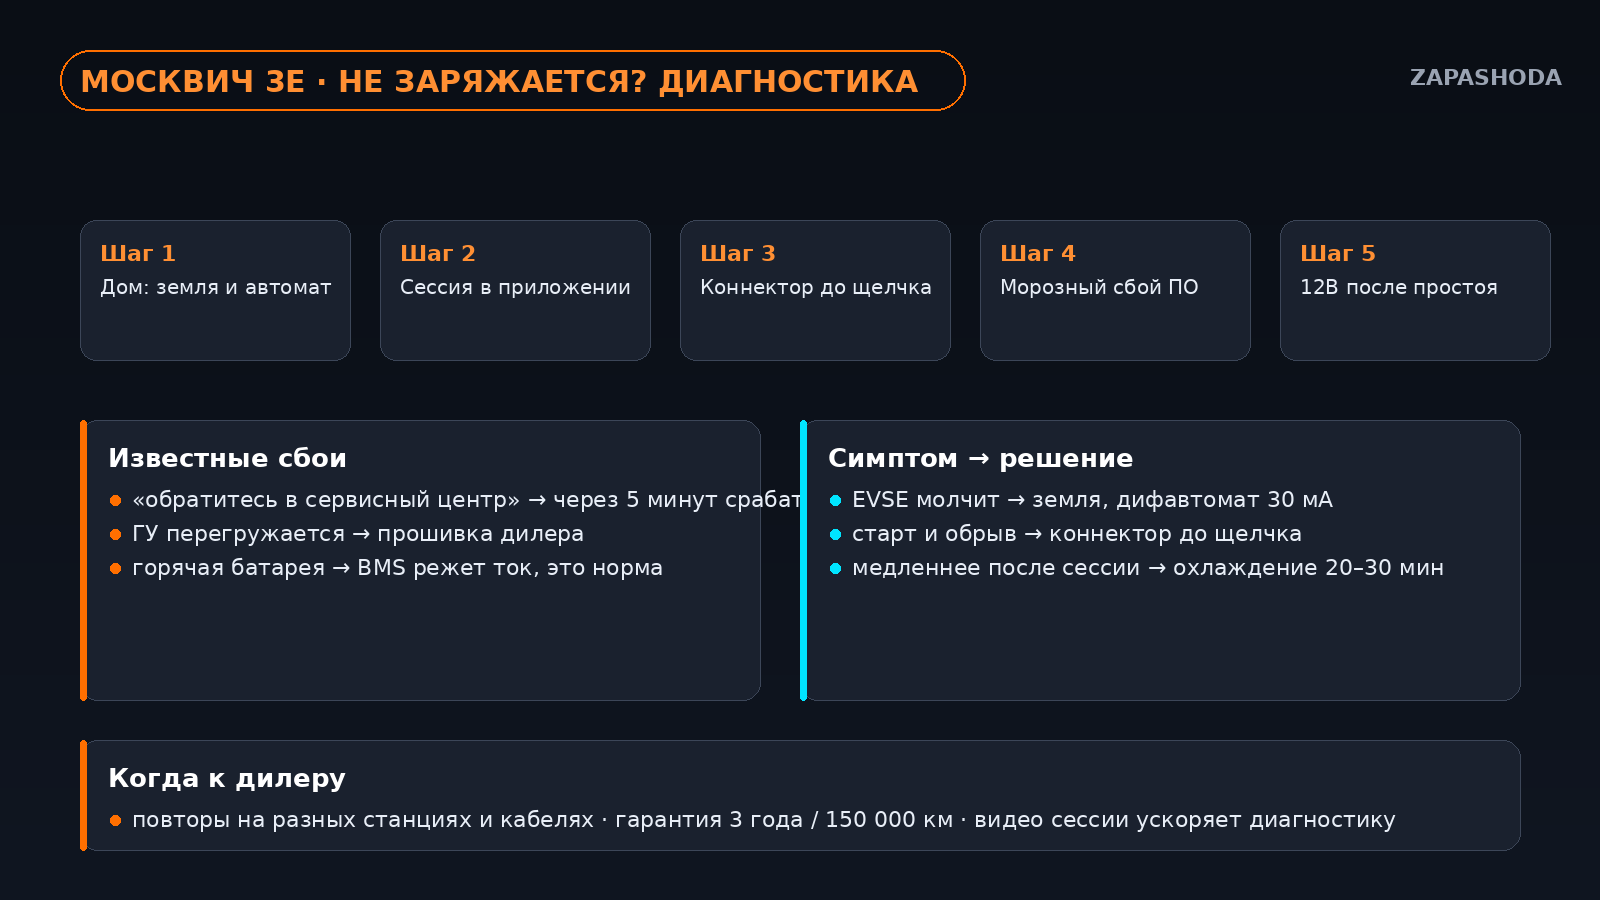 МОСКВИЧ 3Е · НЕ ЗАРЯЖАЕТСЯ? ДИАГНОСТИКА
ZAPASHODA
Шаг 1
Дом: земля и автомат
Шаг 2
Сессия в приложении
Шаг 3
Коннектор до щелчка
Шаг 4
Морозный сбой ПО
Шаг 5
12В после простоя
Известные сбои
«обратитесь в сервисный центр» → через 5 минут срабат
ГУ перегружается → прошивка дилера
горячая батарея → BMS режет ток, это норма
Симптом → решение
EVSE молчит → земля, дифавтомат 30 мА
старт и обрыв → коннектор до щелчка
медленнее после сессии → охлаждение 20–30 мин
Когда к дилеру
повторы на разных станциях и кабелях · гарантия 3 года / 150 000 км · видео сессии ускоряет диагностику